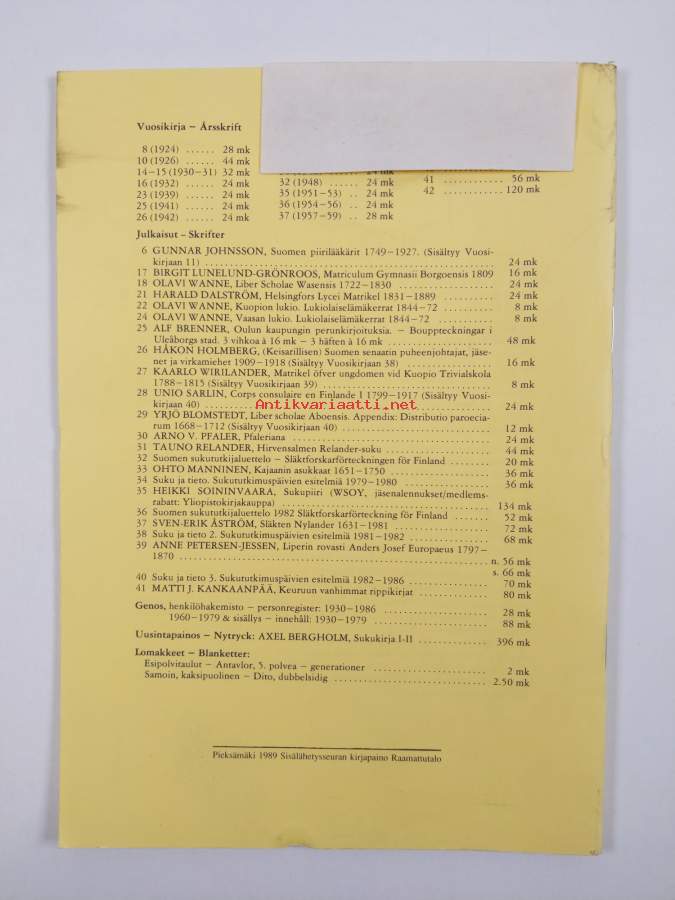 Vuosikirja – Årsskrift
8 (1924) ...... 28 mk
10 (1926) ...... 44 mk
14–15 (1930–31) 32 mk
16 (1932) ...... 24 mk
23 (1939) ...... 24 mk
25 (1941) ...... 24 mk
26 (1942) ...... 24 mk
24 mk
32 (1948) ...... 24 mk
35 (1951–53) .. 24 mk
36 (1954–56) .. 24 mk
37 (1957–59) .. 28 mk
41 ............ 56 mk
42 ............ 120 mk
Julkaisut – Skrifter
6 GUNNAR JOHNSSON, Suomen piirilääkärit 1749–1927. (Sisältyy Vuosi-
kirjaan 11) ............ 24 mk
17 BIRGIT LUNELUND-GRÖNROOS, Matriculum Gymnasii Borgoensis 1809 16 mk
18 OLAVI WANNE, Liber Scholae Wasensis 1722–1830 ............ 24 mk
21 HARALD DALSTRÖM, Helsingfors Lycei Matrikel 1831–1889 .......... 24 mk
22 OLAVI WANNE, Kuopion lukio. Lukiolaiselämäkerrat 1844–72 ........ 8 mk
24 OLAVI WANNE, Vaasan lukio. Lukiolaiselämäkerrat 1844–72 ......... 8 mk
25 ALF BRENNER, Oulun kaupungin perunkirjoituksia. – Bouppteckningar i
Uleåborgs stad. 3 vihkoa à 16 mk – 3 häften à 16 mk ............ 48 mk
26 HÅKON HOLMBERG, (Keisarillisen) Suomen senaatin puheenjohtajat, jäse-
net ja virkamiehet 1909–1918 (Sisältyy Vuosikirjaan 38) ............ 16 mk
27 KAARLO WIRILANDER, Matrikel öfver ungdomen vid Kuopio Trivialskola
1788–1815 (Sisältyy Vuosikirjaan 39) ............ 8 mk
28 UNIO SARLIN, Corps consulaire en Finlande I 1799–1917 (Sisältyy Vuosi-
kirjaan 40) ............ 24 mk
Antikvariaatti.net
29 YRJÖ BLOMSTEDT, Liber scholae Aboensis. Appendix: Distributio paroecia-
rum 1668–1712 (Sisältyy Vuosikirjaan 40) ............ 12 mk
30 ARNO V. PFALER, Pfaleriana ............ 24 mk
31 TAUNO RELANDER, Hirvensalmen Relander-suku ............ 44 mk
32 Suomen sukututkijaluettelo – Släktforskarförteckningen för Finland ....... 20 mk
33 OHTO MANNINEN, Kajaanin asukkaat 1651–1750 ............ 36 mk
34 Suku ja tieto. Sukututkimuspäivien esitelmiä 1979–1980 ............ 36 mk
35 HEIKKI SOININVAARA, Sukupiiri (WSOY, jäsenalennukset/medlems-
rabatt: Yliopistokirjakauppa) ............ 134 mk
36 Suomen sukututkijaluettelo 1982 Släktforskarförteckning för Finland ....... 52 mk
37 SVEN-ERIK ÅSTRÖM, Släkten Nylander 1631–1981 ............ 72 mk
38 Suku ja tieto 2. Sukututkimuspäivien esitelmiä 1981–1982 ............ 68 mk
39 ANNE PETERSEN-JESSEN, Liperin rovasti Anders Josef Europaeus 1797–
1870 ............ n. 56 mk
s. 66 mk
40 Suku ja tieto 3. Sukututkimuspäivien esitelmiä 1982–1986 ............ 70 mk
41 MATTI J. KANKAANPÄÄ, Keuruun vanhimmat rippikirjat ............ 80 mk
Genos, henkilöhakemisto – personregister: 1930–1986 ............ 28 mk
1960–1979 & sisällys – innehåll: 1930–1979 ............ 88 mk
Uusintapainos – Nytryck: AXEL BERGHOLM, Sukukirja I-II ............ 396 mk
Lomakkeet – Blanketter:
Esipolvitaulut – Antavlor, 5. polvea – generationer ............ 2 mk
Samoin, kaksipuolinen – Dito, dubbelsidig ............ 2.50 mk
Pieksämäki 1989 Sisälähetysseuran kirjapaino Raamattutalo